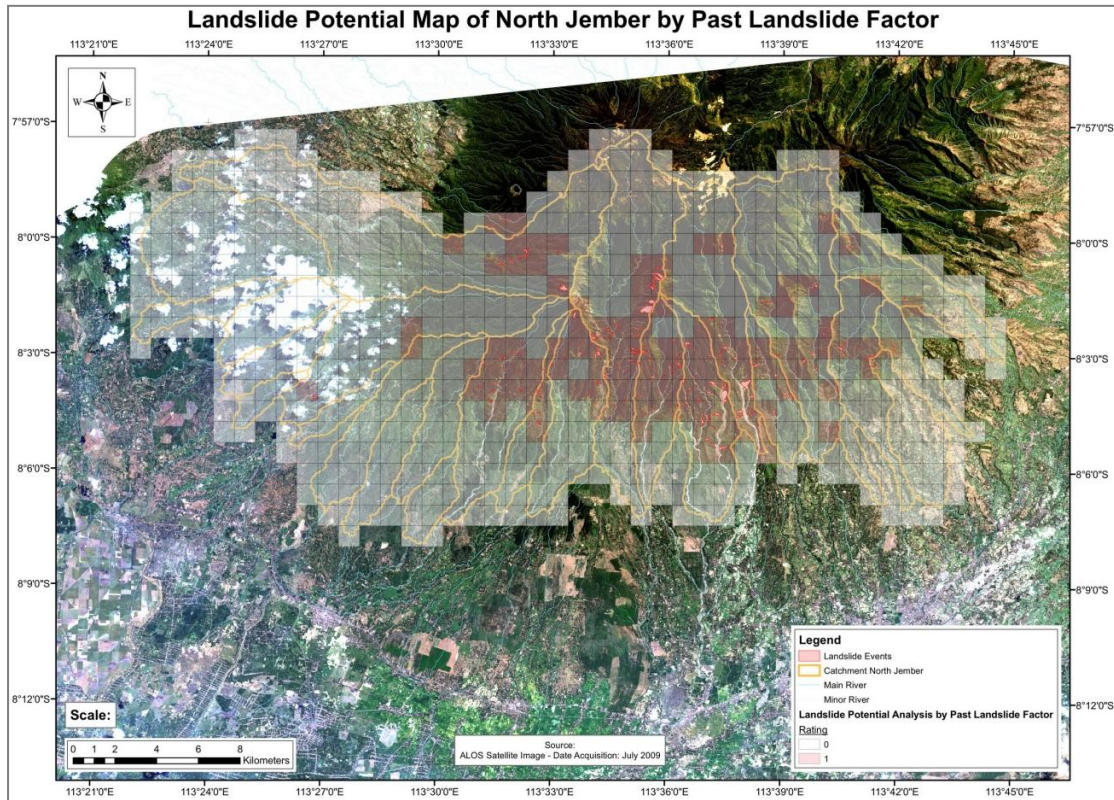 Landslide Potential Map of North Jember by Past Landslide Factor
113°21'0"E 113°24'0"E 113°27'0"E 113°30'0"E 113°33'0"E 113°36'0"E 113°39'0"E 113°42'0"E 113°45'0"E
N
W E
S
7°57'0"S 7°57'0"S
8°0'0"S 8°0'0"S
8°3'0"S 8°3'0"S
8°6'0"S 8°6'0"S
8°9'0"S 8°9'0"S
8°12'0"S 8°12'0"S
Legend
Landslide Events
Catchment North Jember
Main River
Minor River
Landslide Potential Analysis by Past Landslide Factor
Rating
0
1
Scale:
0 1 2 4 6 8
Kilometers
Source:
ALOS Satellite Image - Date Acquisition: July 2009
113°21'0"E 113°24'0"E 113°27'0"E 113°30'0"E 113°33'0"E 113°36'0"E 113°39'0"E 113°42'0"E 113°45'0"E